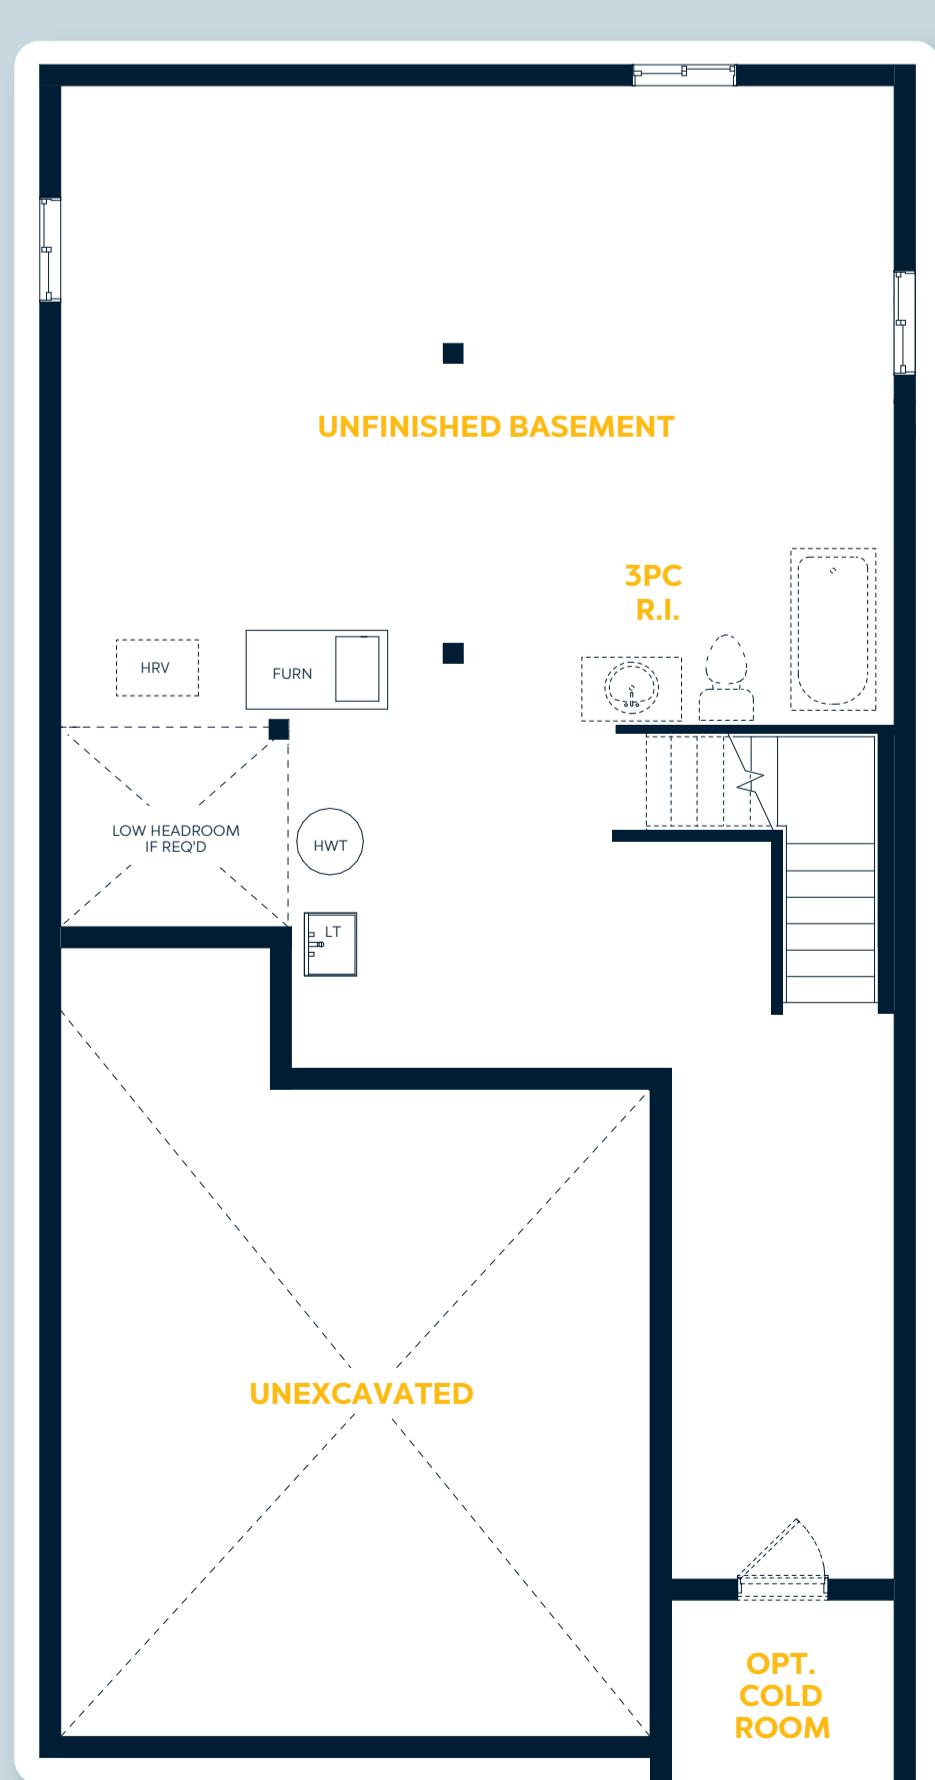 UNFINISHED BASEMENT
3PC
R.I.
HRV
FURN
LOW HEADROOM
IF REQ'D
HWT
LT
UNEXCAVATED
OPT.
COLD
ROOM